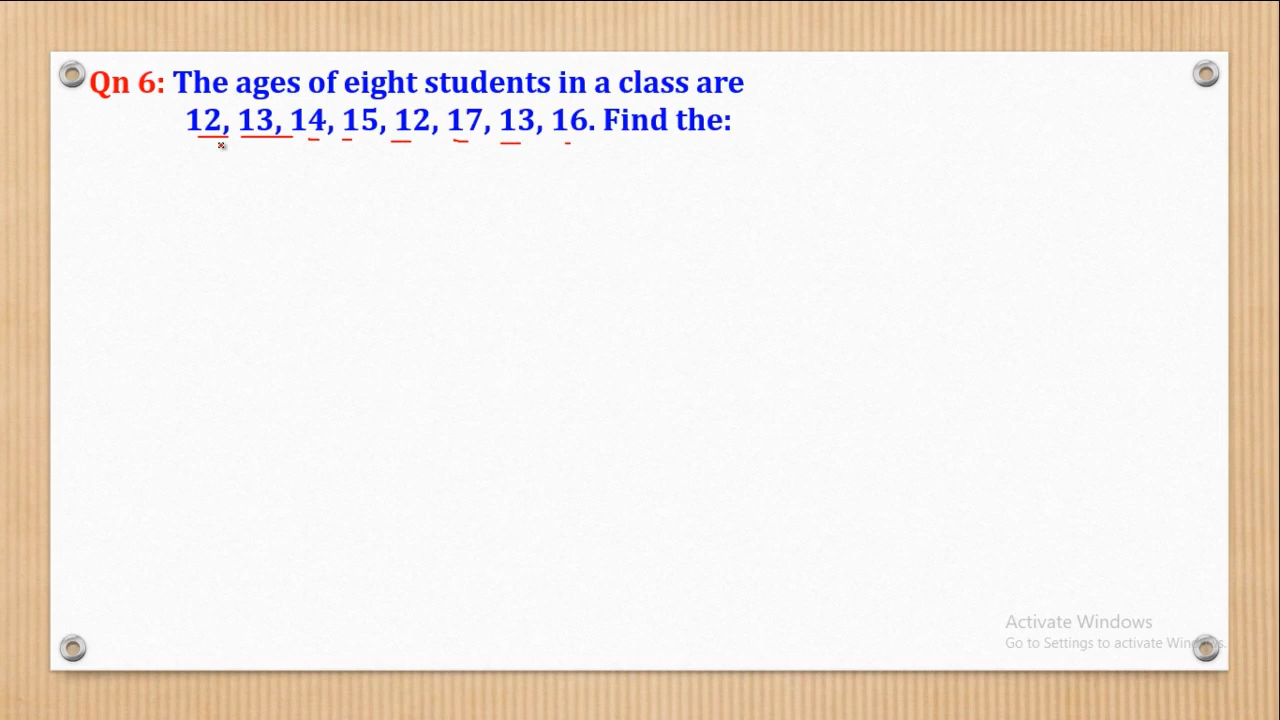 Qn 6: The ages of eight students in a class are
12, 13, 14, 15, 12, 17, 13, 16. Find the:
Activate Windows
Go to Settings to activate Windows.